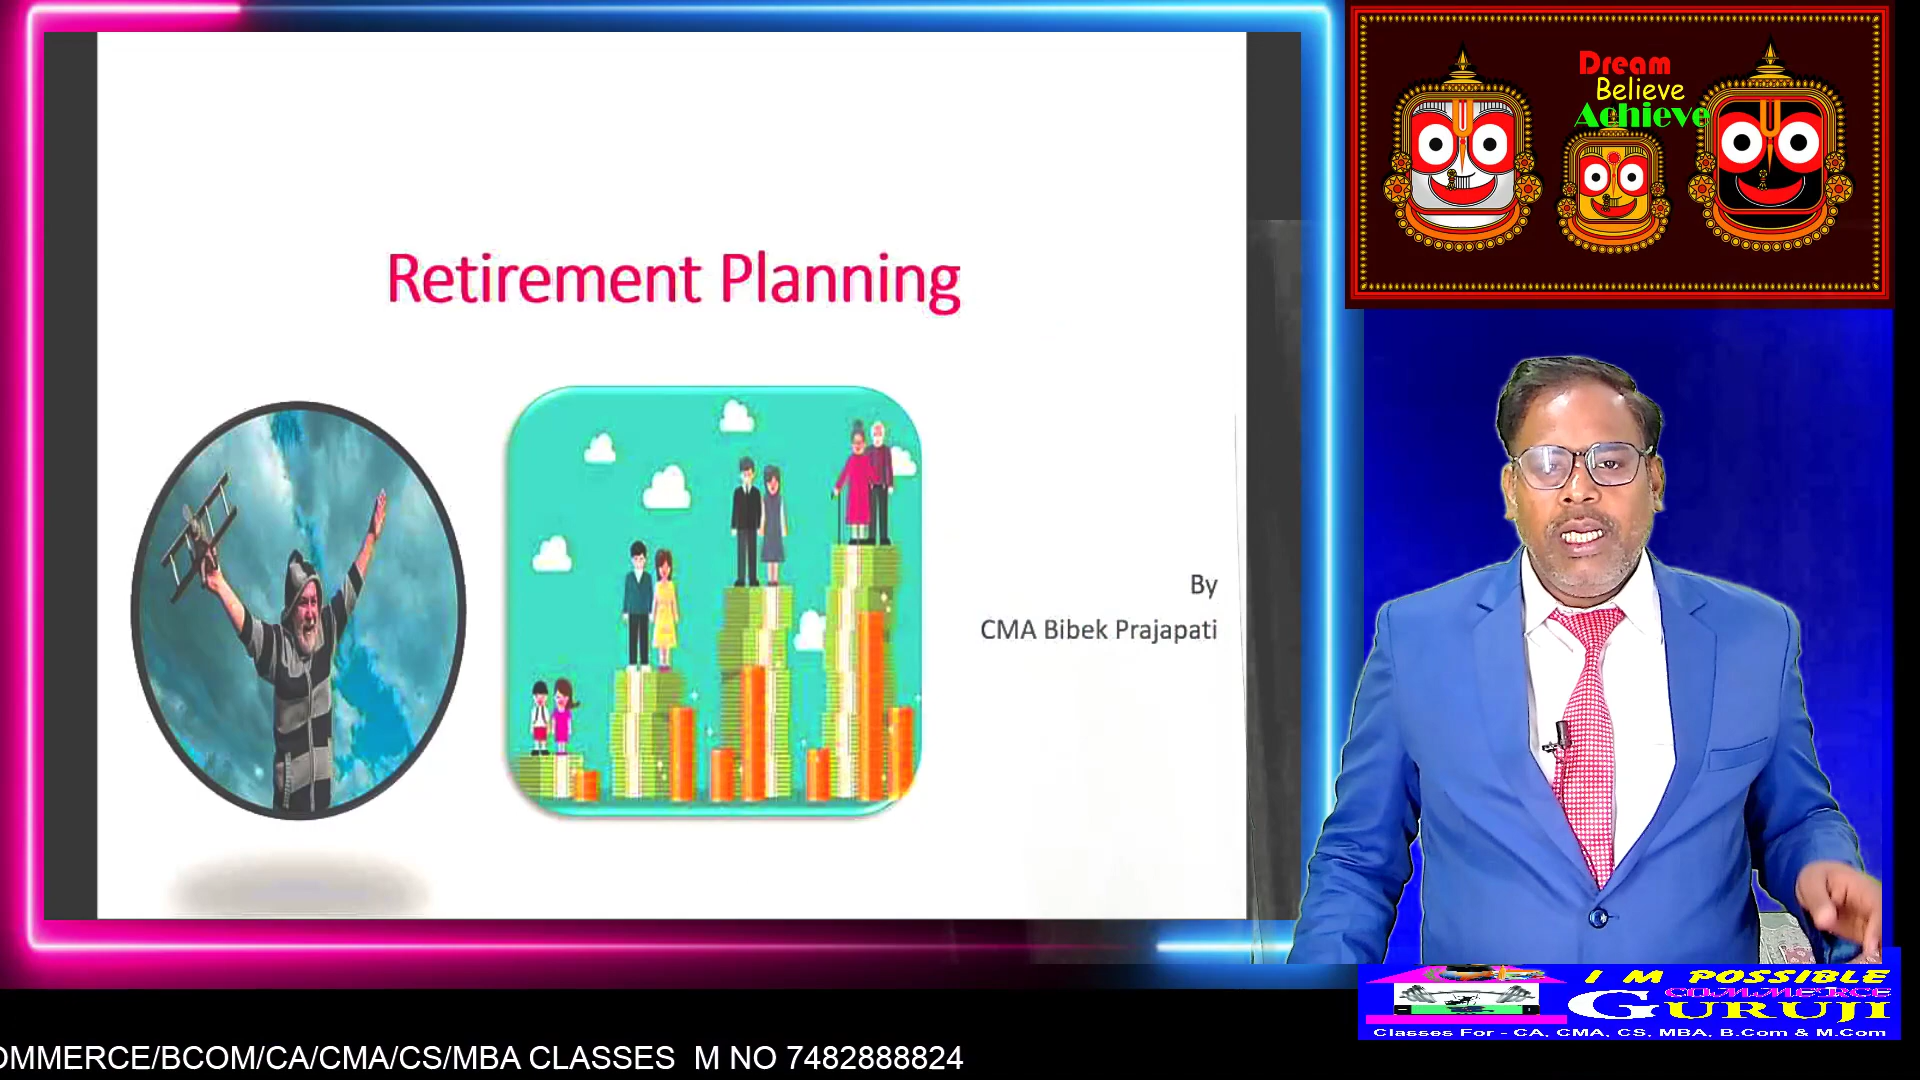 Retirement Planning
By
CMA Bibek Prajapati
Dream
Believe
Achieve
I M POSSIBLE
COMMERCE
GURUJI
Classes For - CA, CMA, CS, MBA, B.Com & M.Com
OMMERCE/BCOM/CA/CMA/CS/MBA CLASSES M NO 7482888824